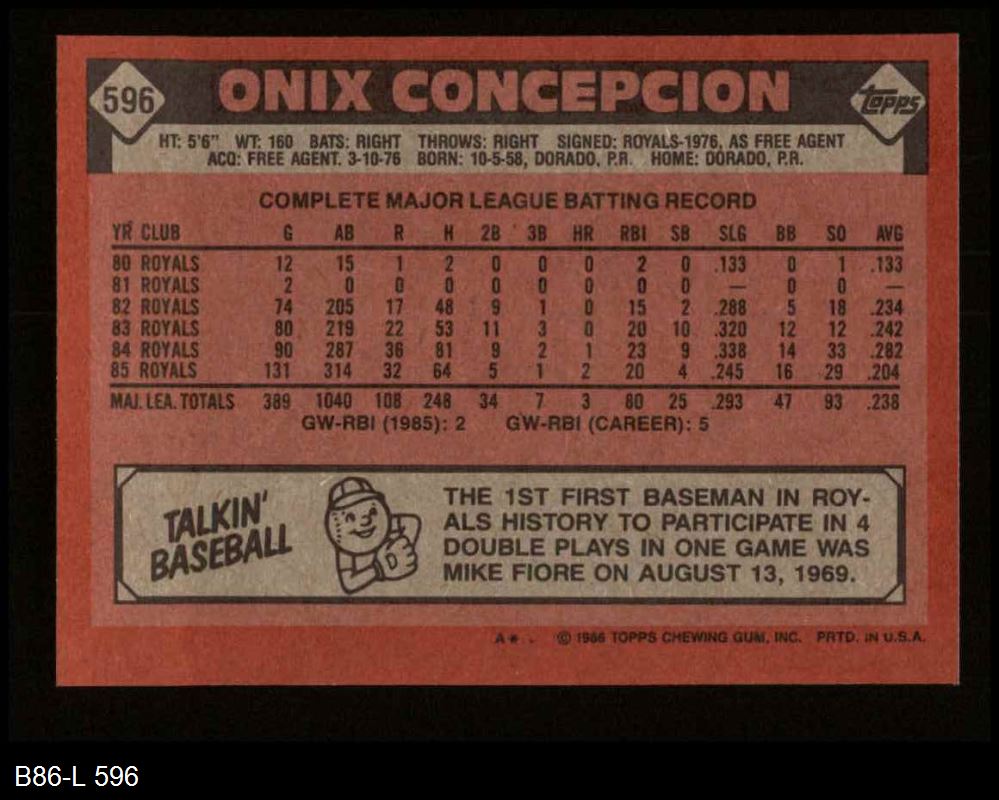 596 ONIX CONCEPCION topps
HT: 5'6" WT: 160 BATS: RIGHT THROWS: RIGHT SIGNED: ROYALS-1976, AS FREE AGENT
ACQ: FREE AGENT. 3-10-76 BORN: 10-5-58, DORADO, P.R. HOME: DORADO, P.R.
COMPLETE MAJOR LEAGUE BATTING RECORD
YR CLUB G AB R H 2B 3B HR RBI SB SLG BB SO AVG
80 ROYALS 12 15 1 2 0 0 0 2 0 .133 0 1 .133
81 ROYALS 2 0 0 0 0 0 0 0 0 — 0 0 —
82 ROYALS 74 205 17 48 9 1 0 15 2 .288 5 18 .234
83 ROYALS 80 219 22 53 11 3 0 20 10 .320 12 12 .242
84 ROYALS 90 287 36 81 9 2 1 23 9 .338 14 33 .282
85 ROYALS 131 314 32 64 5 1 2 20 4 .245 16 29 .204
MAJ. LEA. TOTALS 389 1040 108 248 34 7 3 80 25 .293 47 93 .238
GW-RBI (1985): 2 GW-RBI (CAREER): 5
TALKIN'
BASEBALL
THE 1ST FIRST BASEMAN IN ROY-
ALS HISTORY TO PARTICIPATE IN 4
DOUBLE PLAYS IN ONE GAME WAS
MIKE FIORE ON AUGUST 13, 1969.
A* © 1986 TOPPS CHEWING GUM, INC. PRTD. IN U.S.A.
B86-L 596